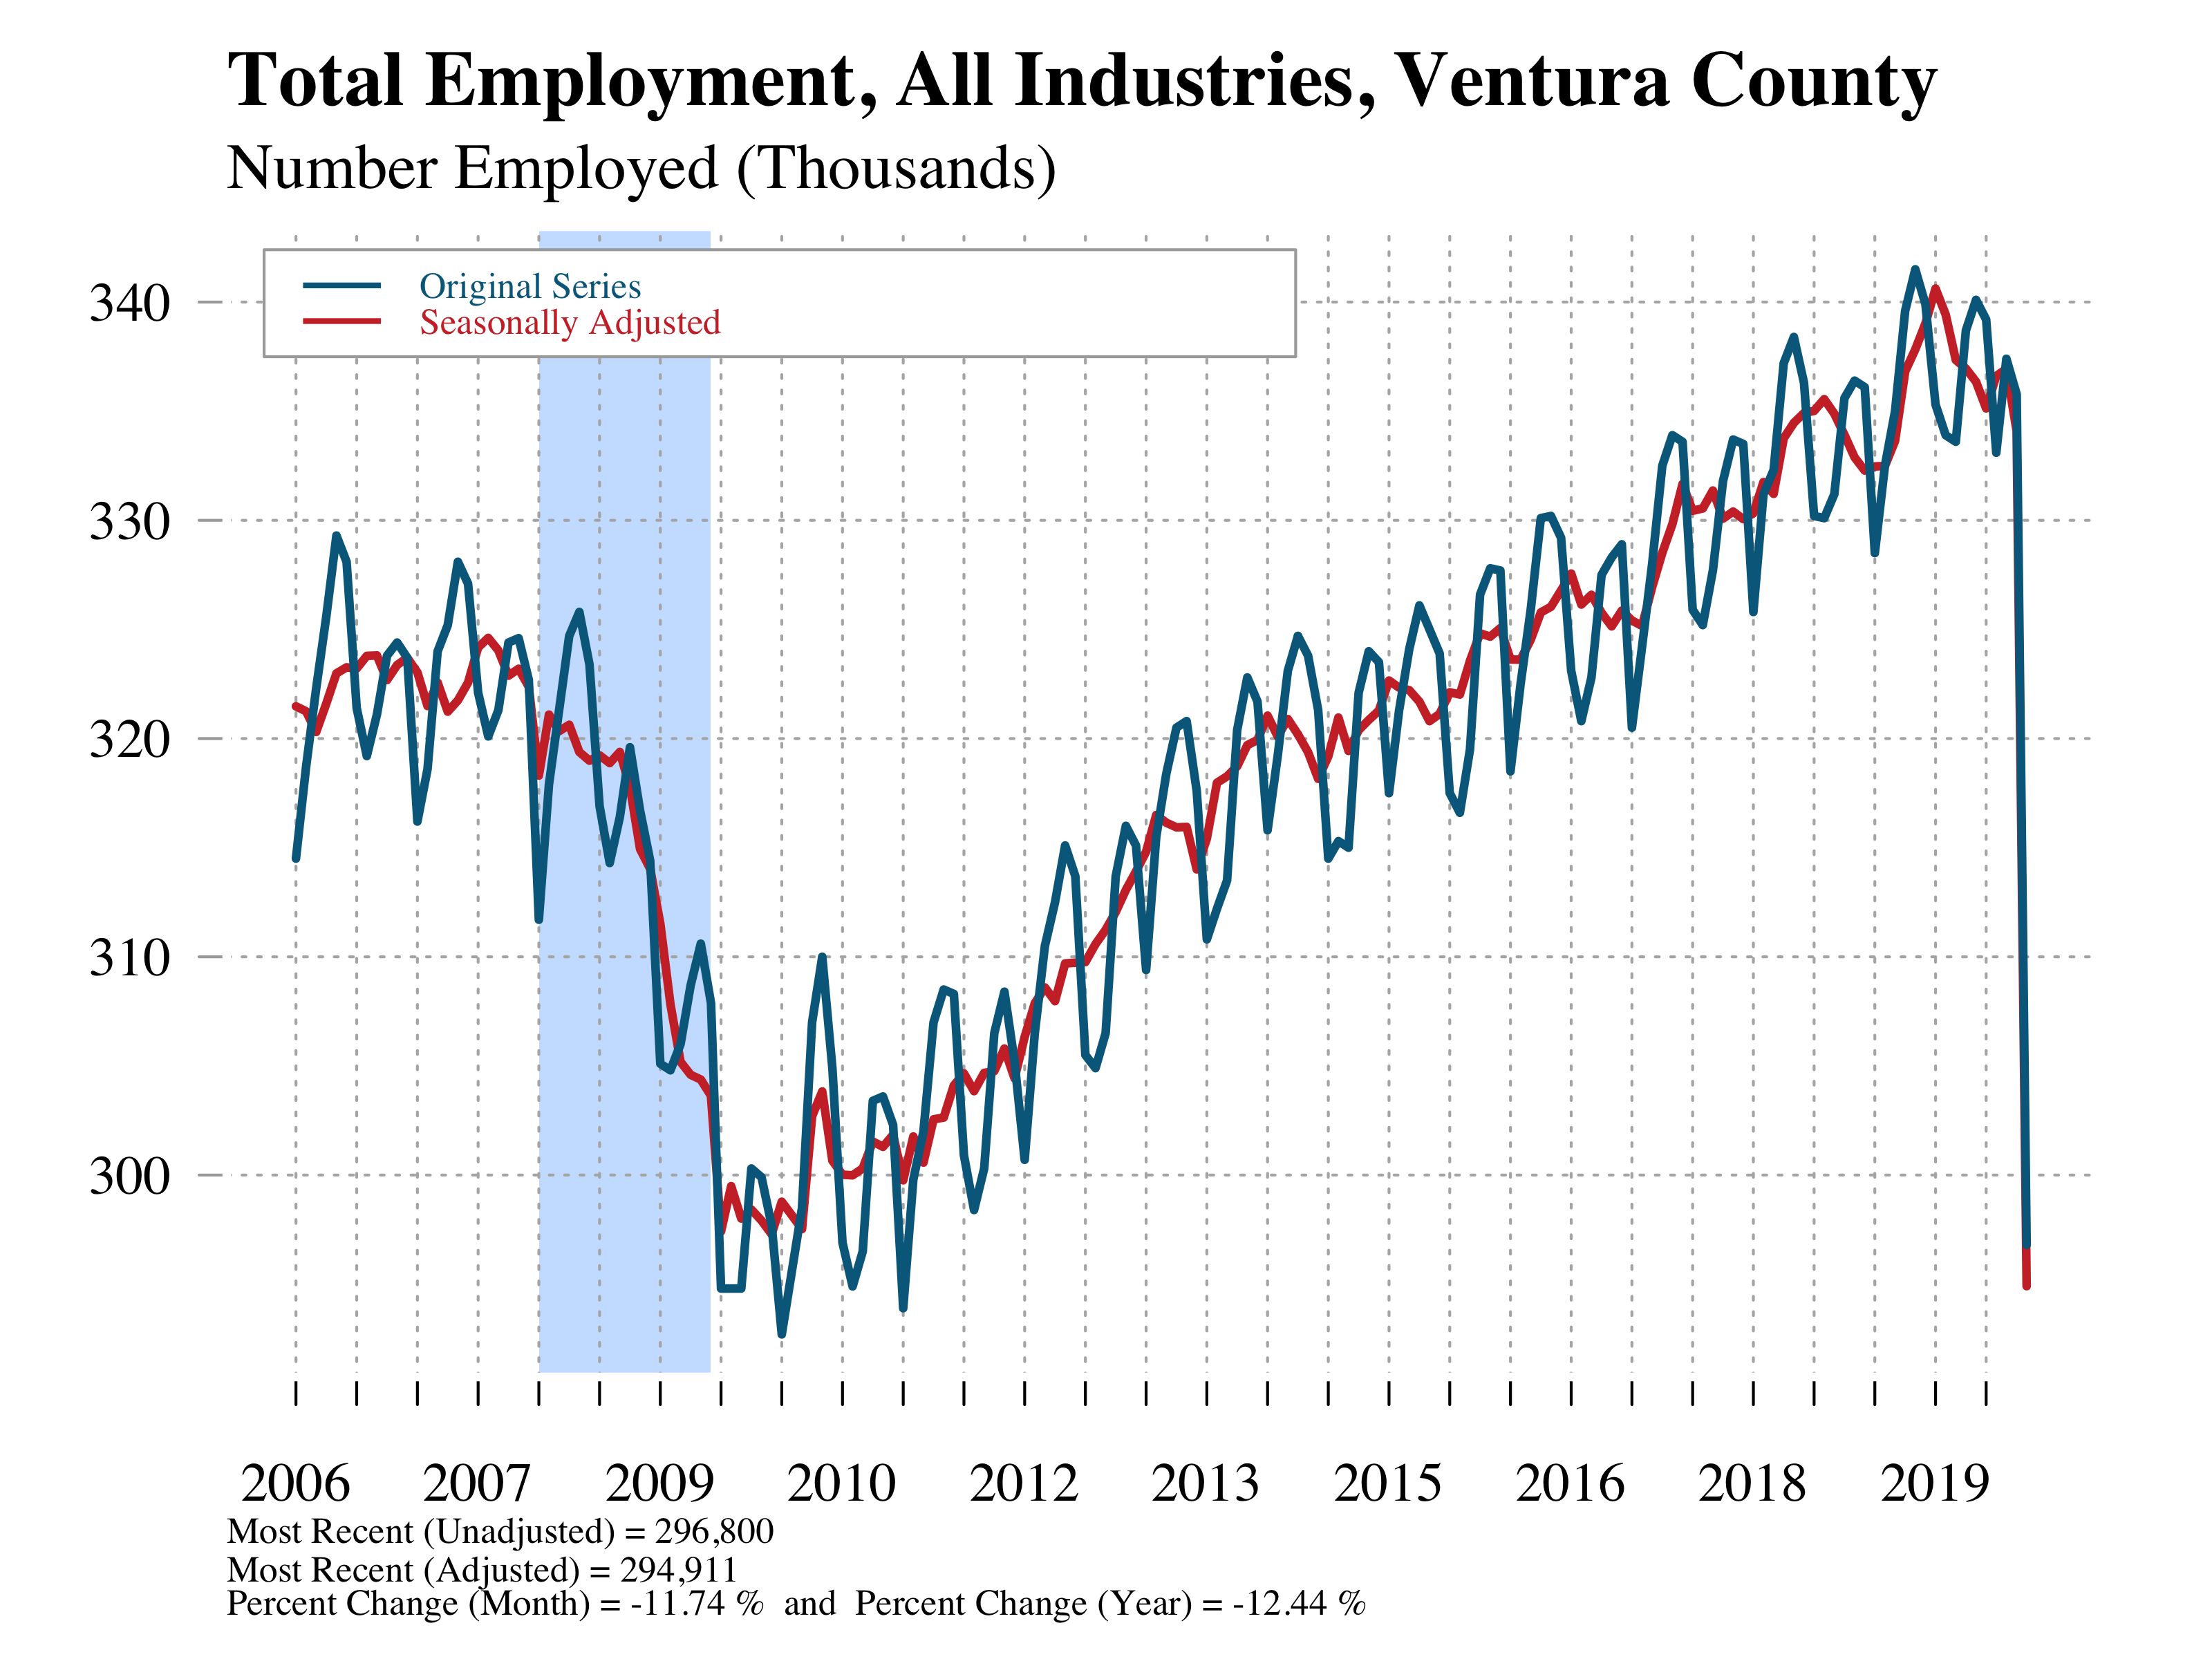 Total Employment, All Industries, Ventura County
Number Employed (Thousands)
Original Series
Seasonally Adjusted
340
330
320
310
300
2006 2007 2009 2010 2012 2013 2015 2016 2018 2019
Most Recent (Unadjusted) = 296,800
Most Recent (Adjusted) = 294,911
Percent Change (Month) = -11.74 % and Percent Change (Year) = -12.44 %